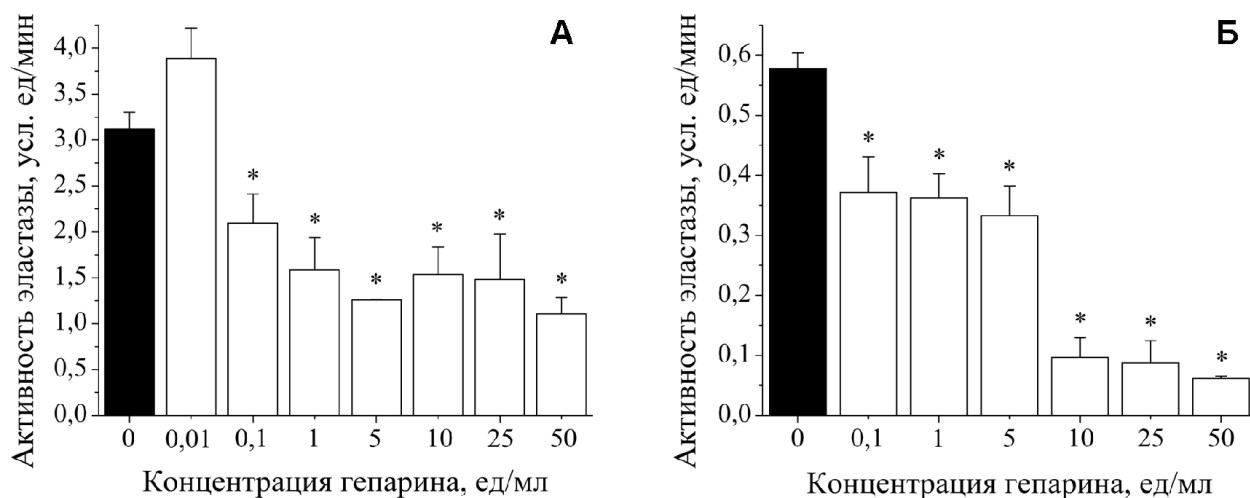 А
Активность эластазы, усл. ед/мин
4,0
3,5
3,0
2,5
2,0
1,5
1,0
0,5
0,0
* * * * * *
0 0,01 0,1 1 5 10 25 50
Концентрация гепарина, ед/мл
Б
Активность эластазы, усл. ед/мин
0,6
0,5
0,4
0,3
0,2
0,1
0,0
* * * * * *
0 0,1 1 5 10 25 50
Концентрация гепарина, ед/мл